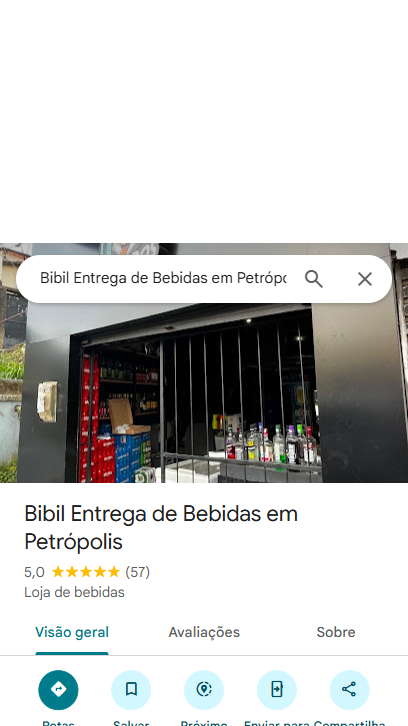 Bibil Entrega de Bebidas em Petrópo
Bibil Entrega de Bebidas em
Petrópolis
5,0 ★★★★★ (57)
Loja de bebidas
Visão geral Avaliações Sobre
Rotas Salvar Próximo Enviar para Compartilha